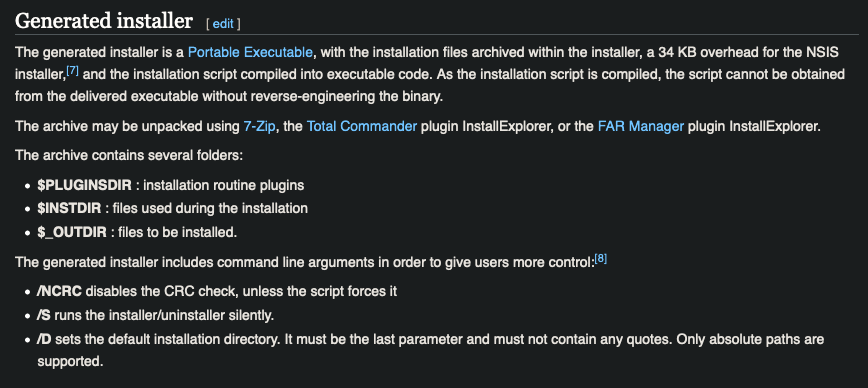 Generated installer [ edit ]
The generated installer is a Portable Executable, with the installation files archived within the installer, a 34 KB overhead for the NSIS
installer,[7] and the installation script compiled into executable code. As the installation script is compiled, the script cannot be obtained
from the delivered executable without reverse-engineering the binary.
The archive may be unpacked using 7-Zip, the Total Commander plugin InstallExplorer, or the FAR Manager plugin InstallExplorer.
The archive contains several folders:
• $PLUGINSDIR : installation routine plugins
• $INSTDIR : files used during the installation
• $_OUTDIR : files to be installed.
The generated installer includes command line arguments in order to give users more control:[8]
• /NCRC disables the CRC check, unless the script forces it
• /S runs the installer/uninstaller silently.
• /D sets the default installation directory. It must be the last parameter and must not contain any quotes. Only absolute paths are
supported.